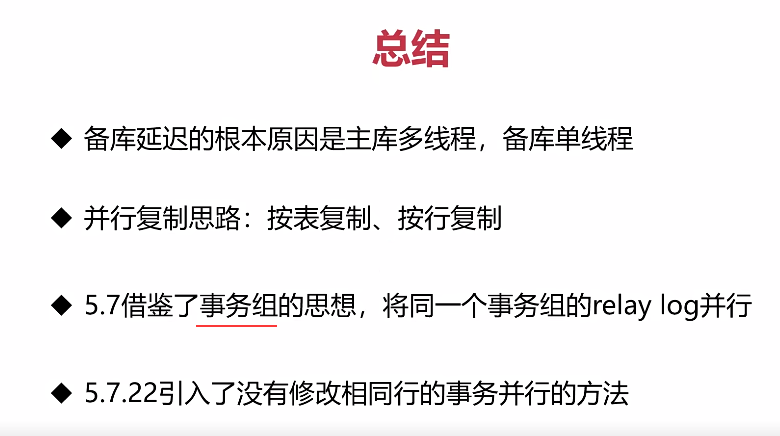 总结
◆ 备库延迟的根本原因是主库多线程，备库单线程
◆ 并行复制思路：按表复制、按行复制
◆ 5.7借鉴了事务组的思想，将同一个事务组的relay log并行
◆ 5.7.22引入了没有修改相同行的事务并行的方法